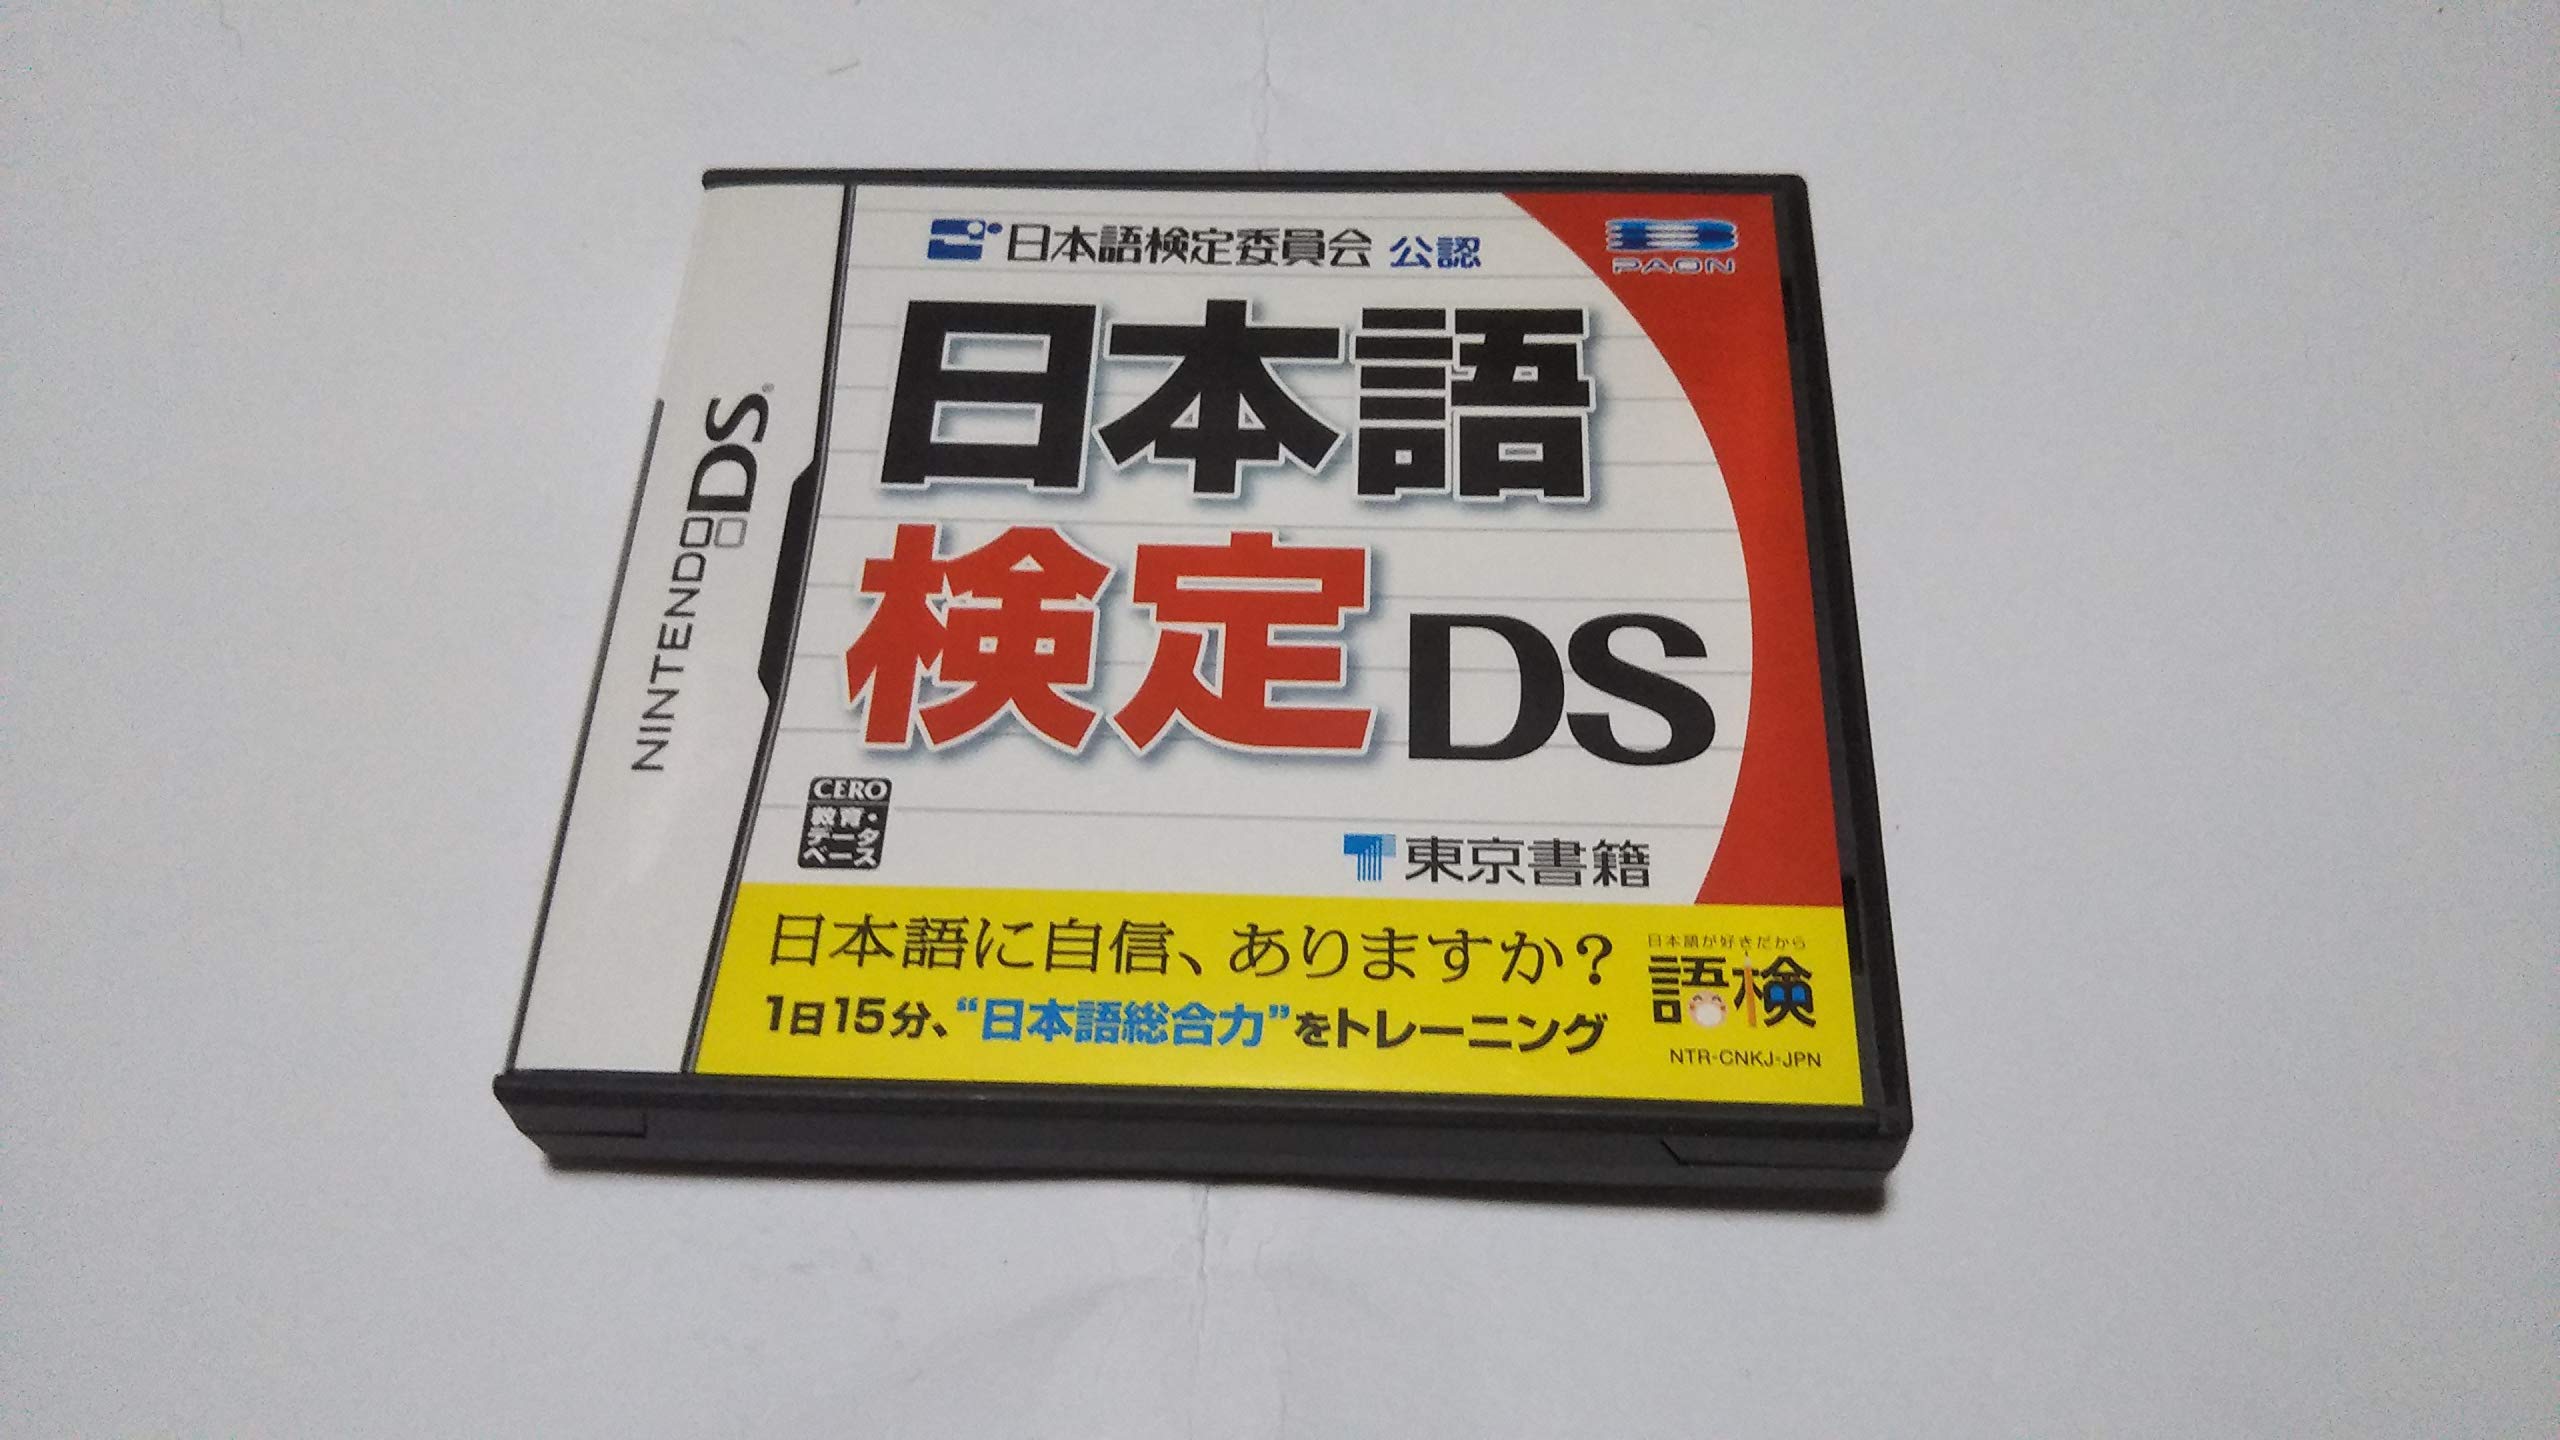 NINTENDO DS
日本語検定委員会 公認
PAON
日本語
検定DS
CERO
教育・
データ
ベース
東京書籍
日本語に自信、ありますか?
1日15分、“日本語総合力”をトレーニング
日本語が好きだから
語検
NTR-CNKJ-JPN